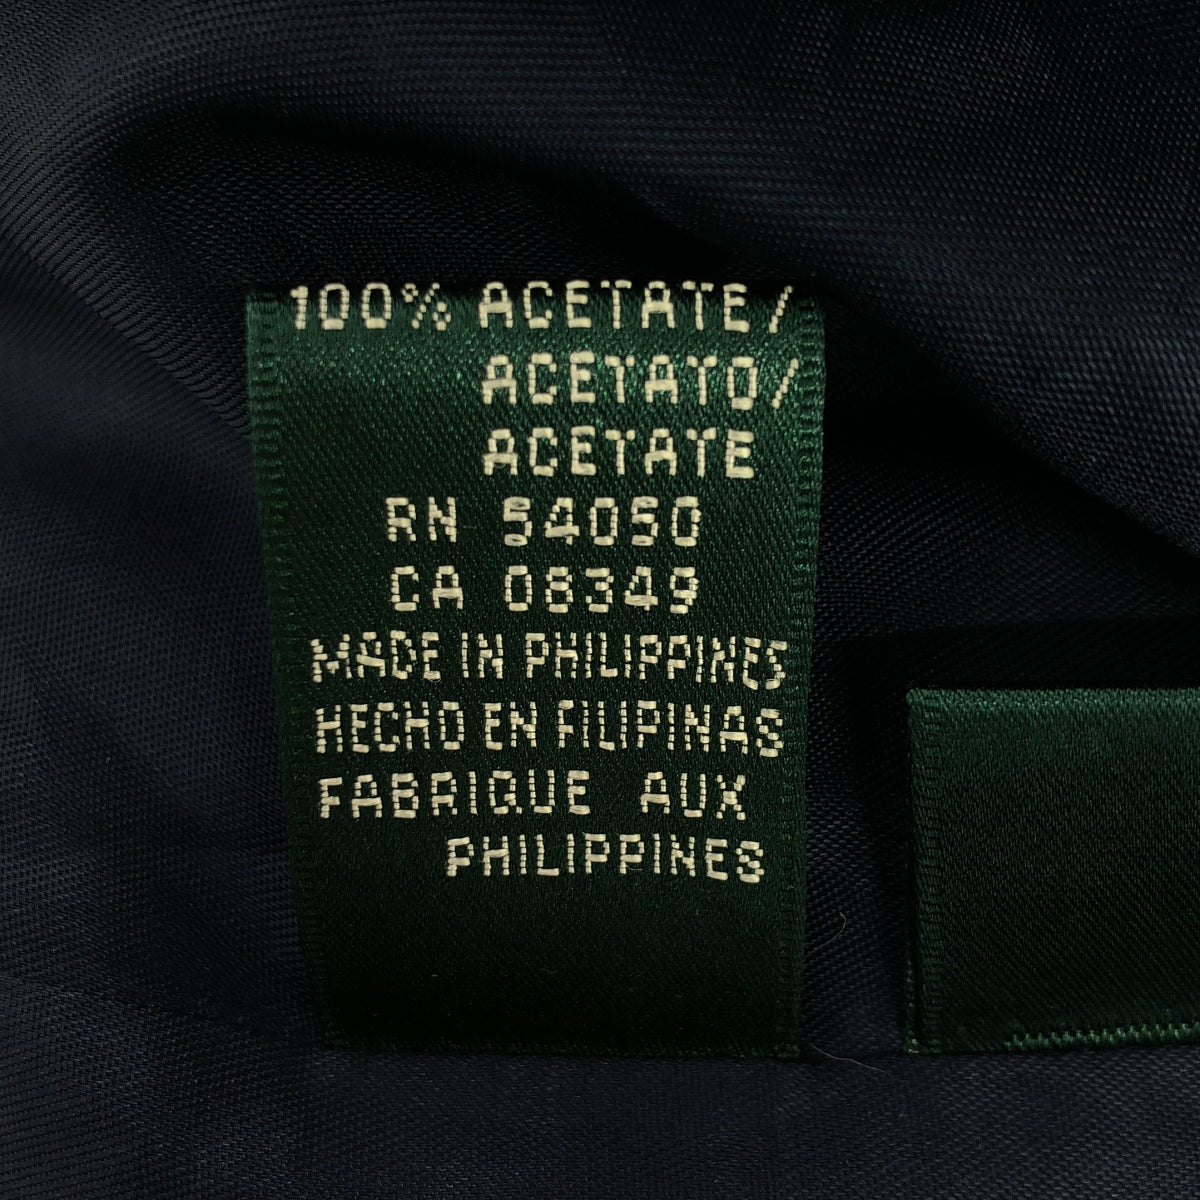 100% ACETATE/
ACETATO/
ACETATE
RN 54050
CA 08349
MADE IN PHILIPPINES
HECHO EN FILIPINAS
FABRIQUE AUX
PHILIPPINES